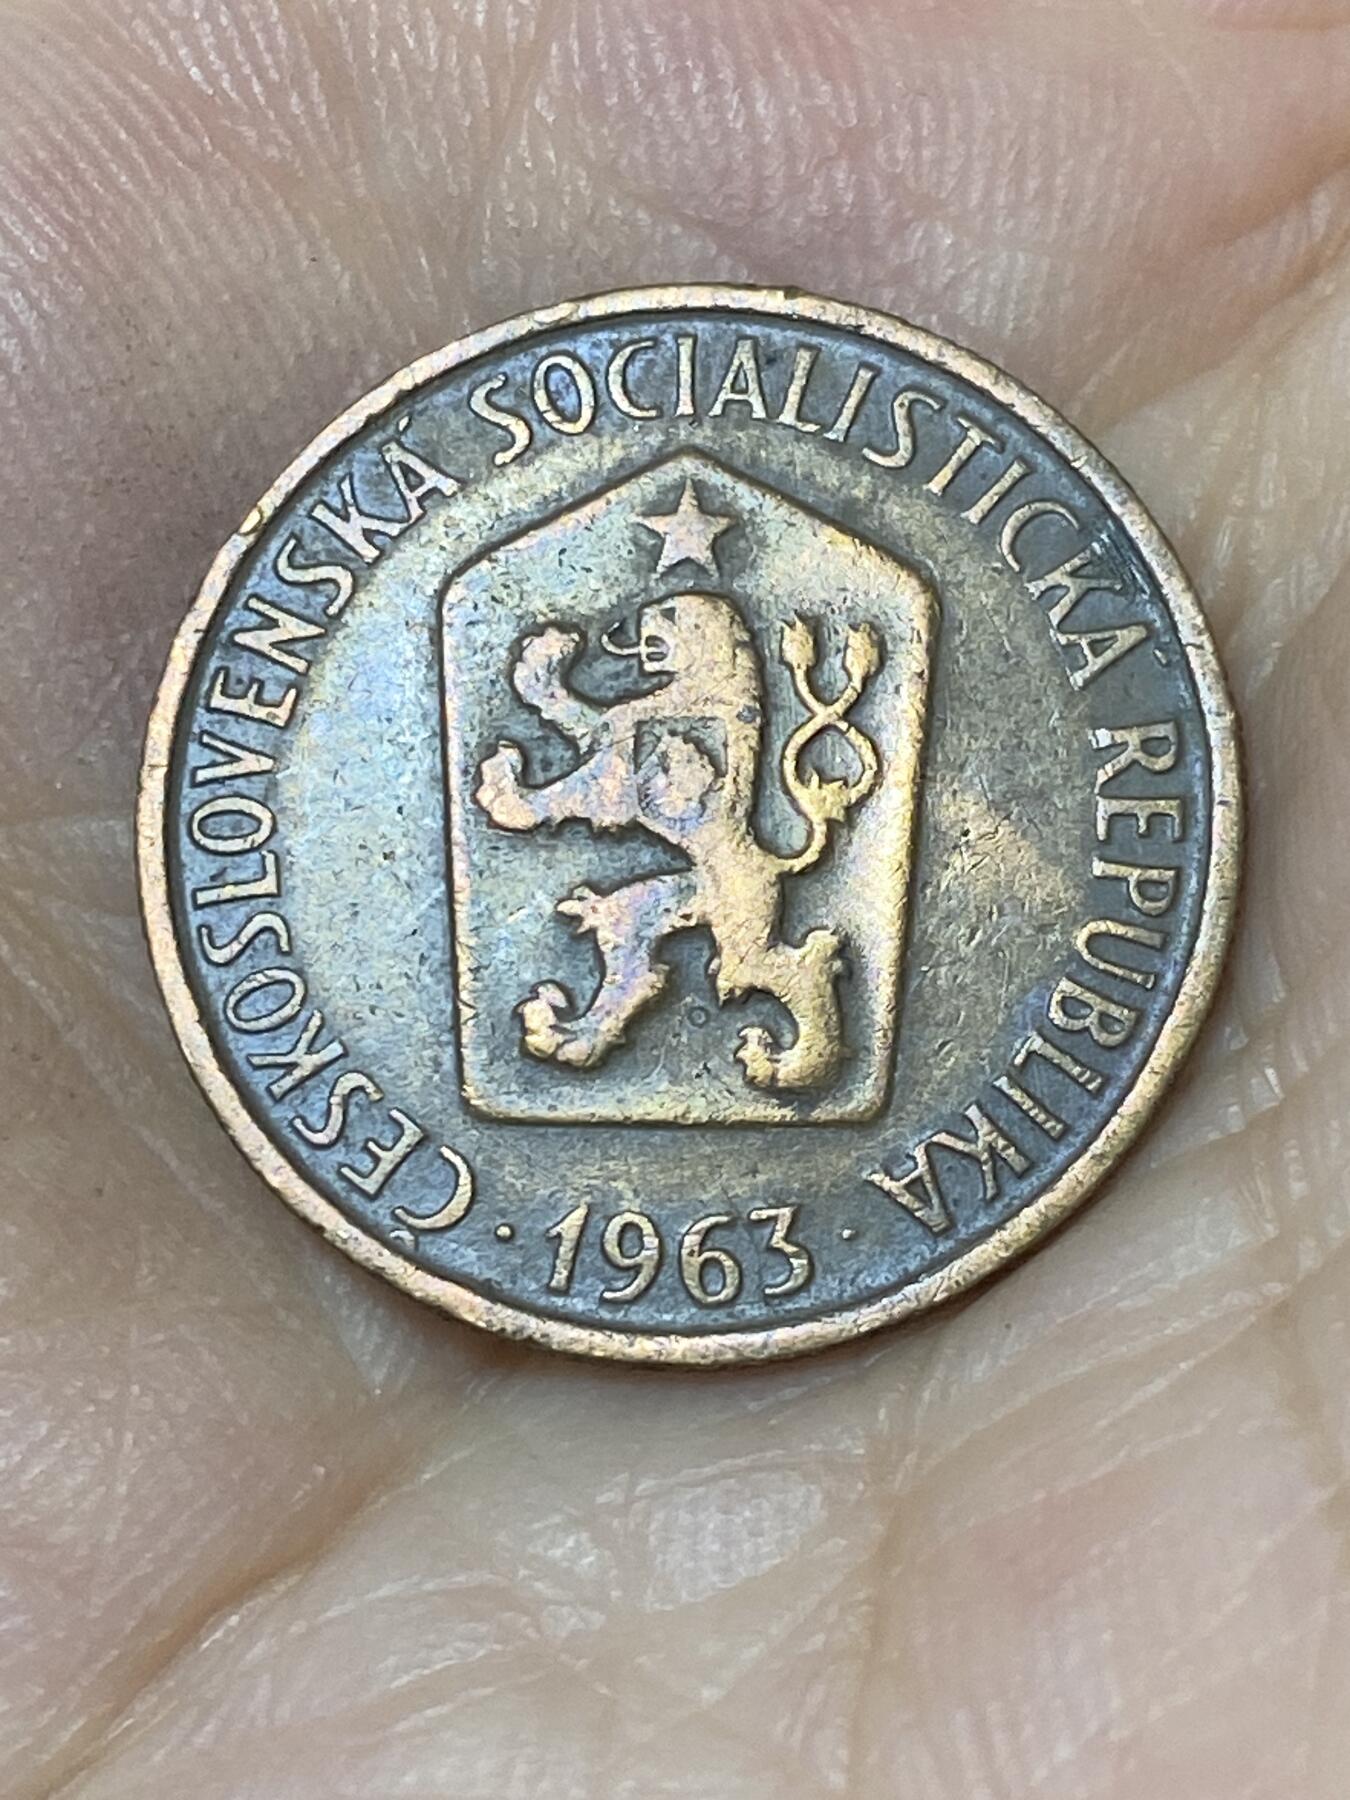 ČESKOSLOVENSKÁ SOCIALISTICKÁ REPUBLIKA
· 1963 ·